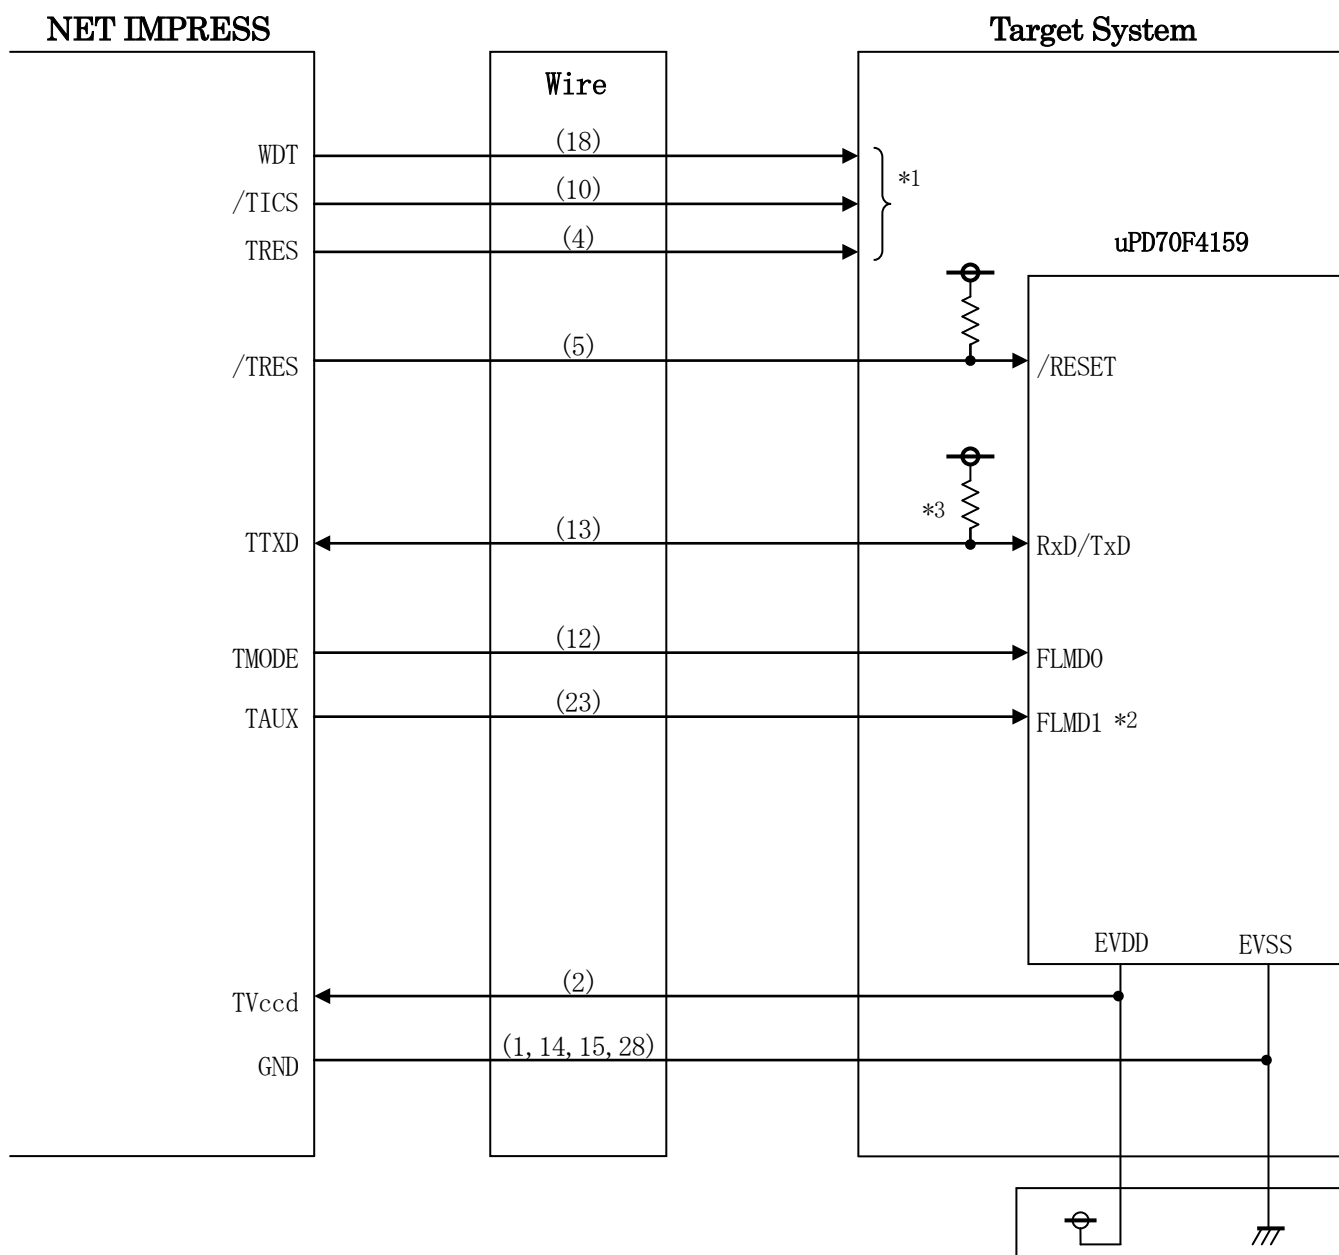 NET IMPRESS
Target System
Wire
WDT
(18)
*1
/TICS
(10)
TRES
(4)
uPD70F4159
/TRES
(5)
/RESET
*3
TTXD
(13)
RxD/TxD
TMODE
(12)
FLMD0
TAUX
(23)
FLMD1 *2
EVDD
EVSS
TVccd
(2)
GND
(1,14,15,28)